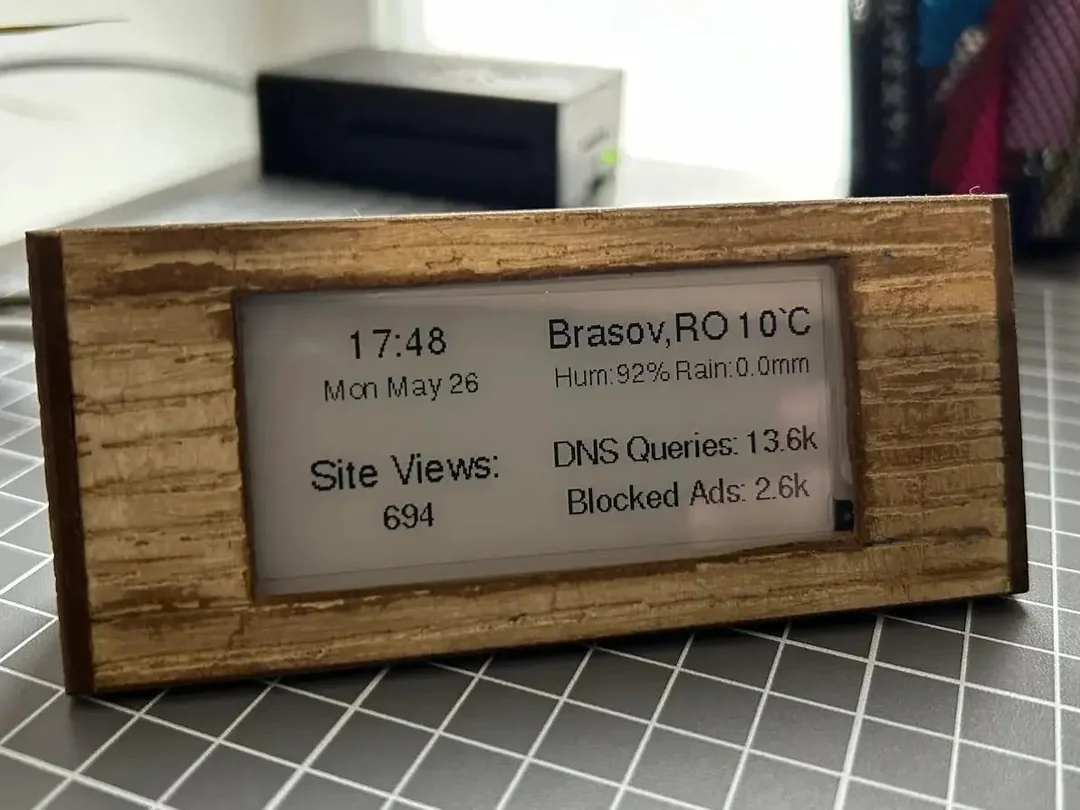 17:48
Mon May 26
Brasov,RO 10`C
Hum:92% Rain:0.0mm
Site Views:
694
DNS Queries: 13.6k
Blocked Ads: 2.6k